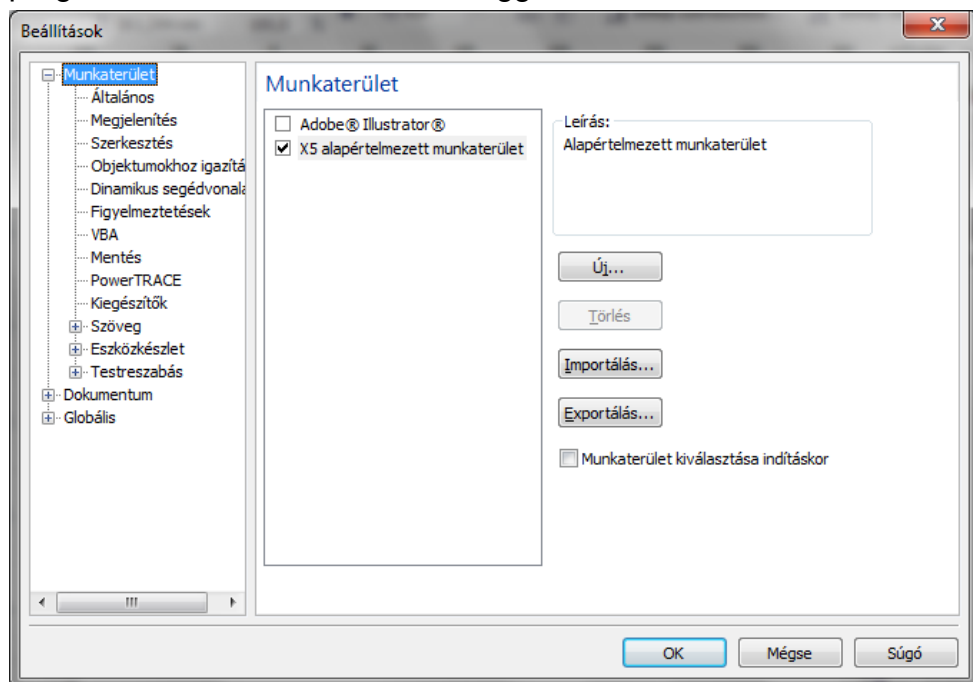 Beállítások
Munkaterület
Általános
Megjelenítés
Szerkesztés
Objektumokhoz igazítá
Dinamikus segédvonala
Figyelmeztetések
VBA
Mentés
PowerTRACE
Kiegészítők
Szöveg
Eszközkészlet
Testreszabás
Dokumentum
Globális
Munkaterület
Adobe® Illustrator®
X5 alapértelmezett munkaterület
Leírás:
Alapértelmezett munkaterület
Új...
Törlés
Importálás...
Exportálás...
Munkaterület kiválasztása indításkor
OK
Mégse
Súgó